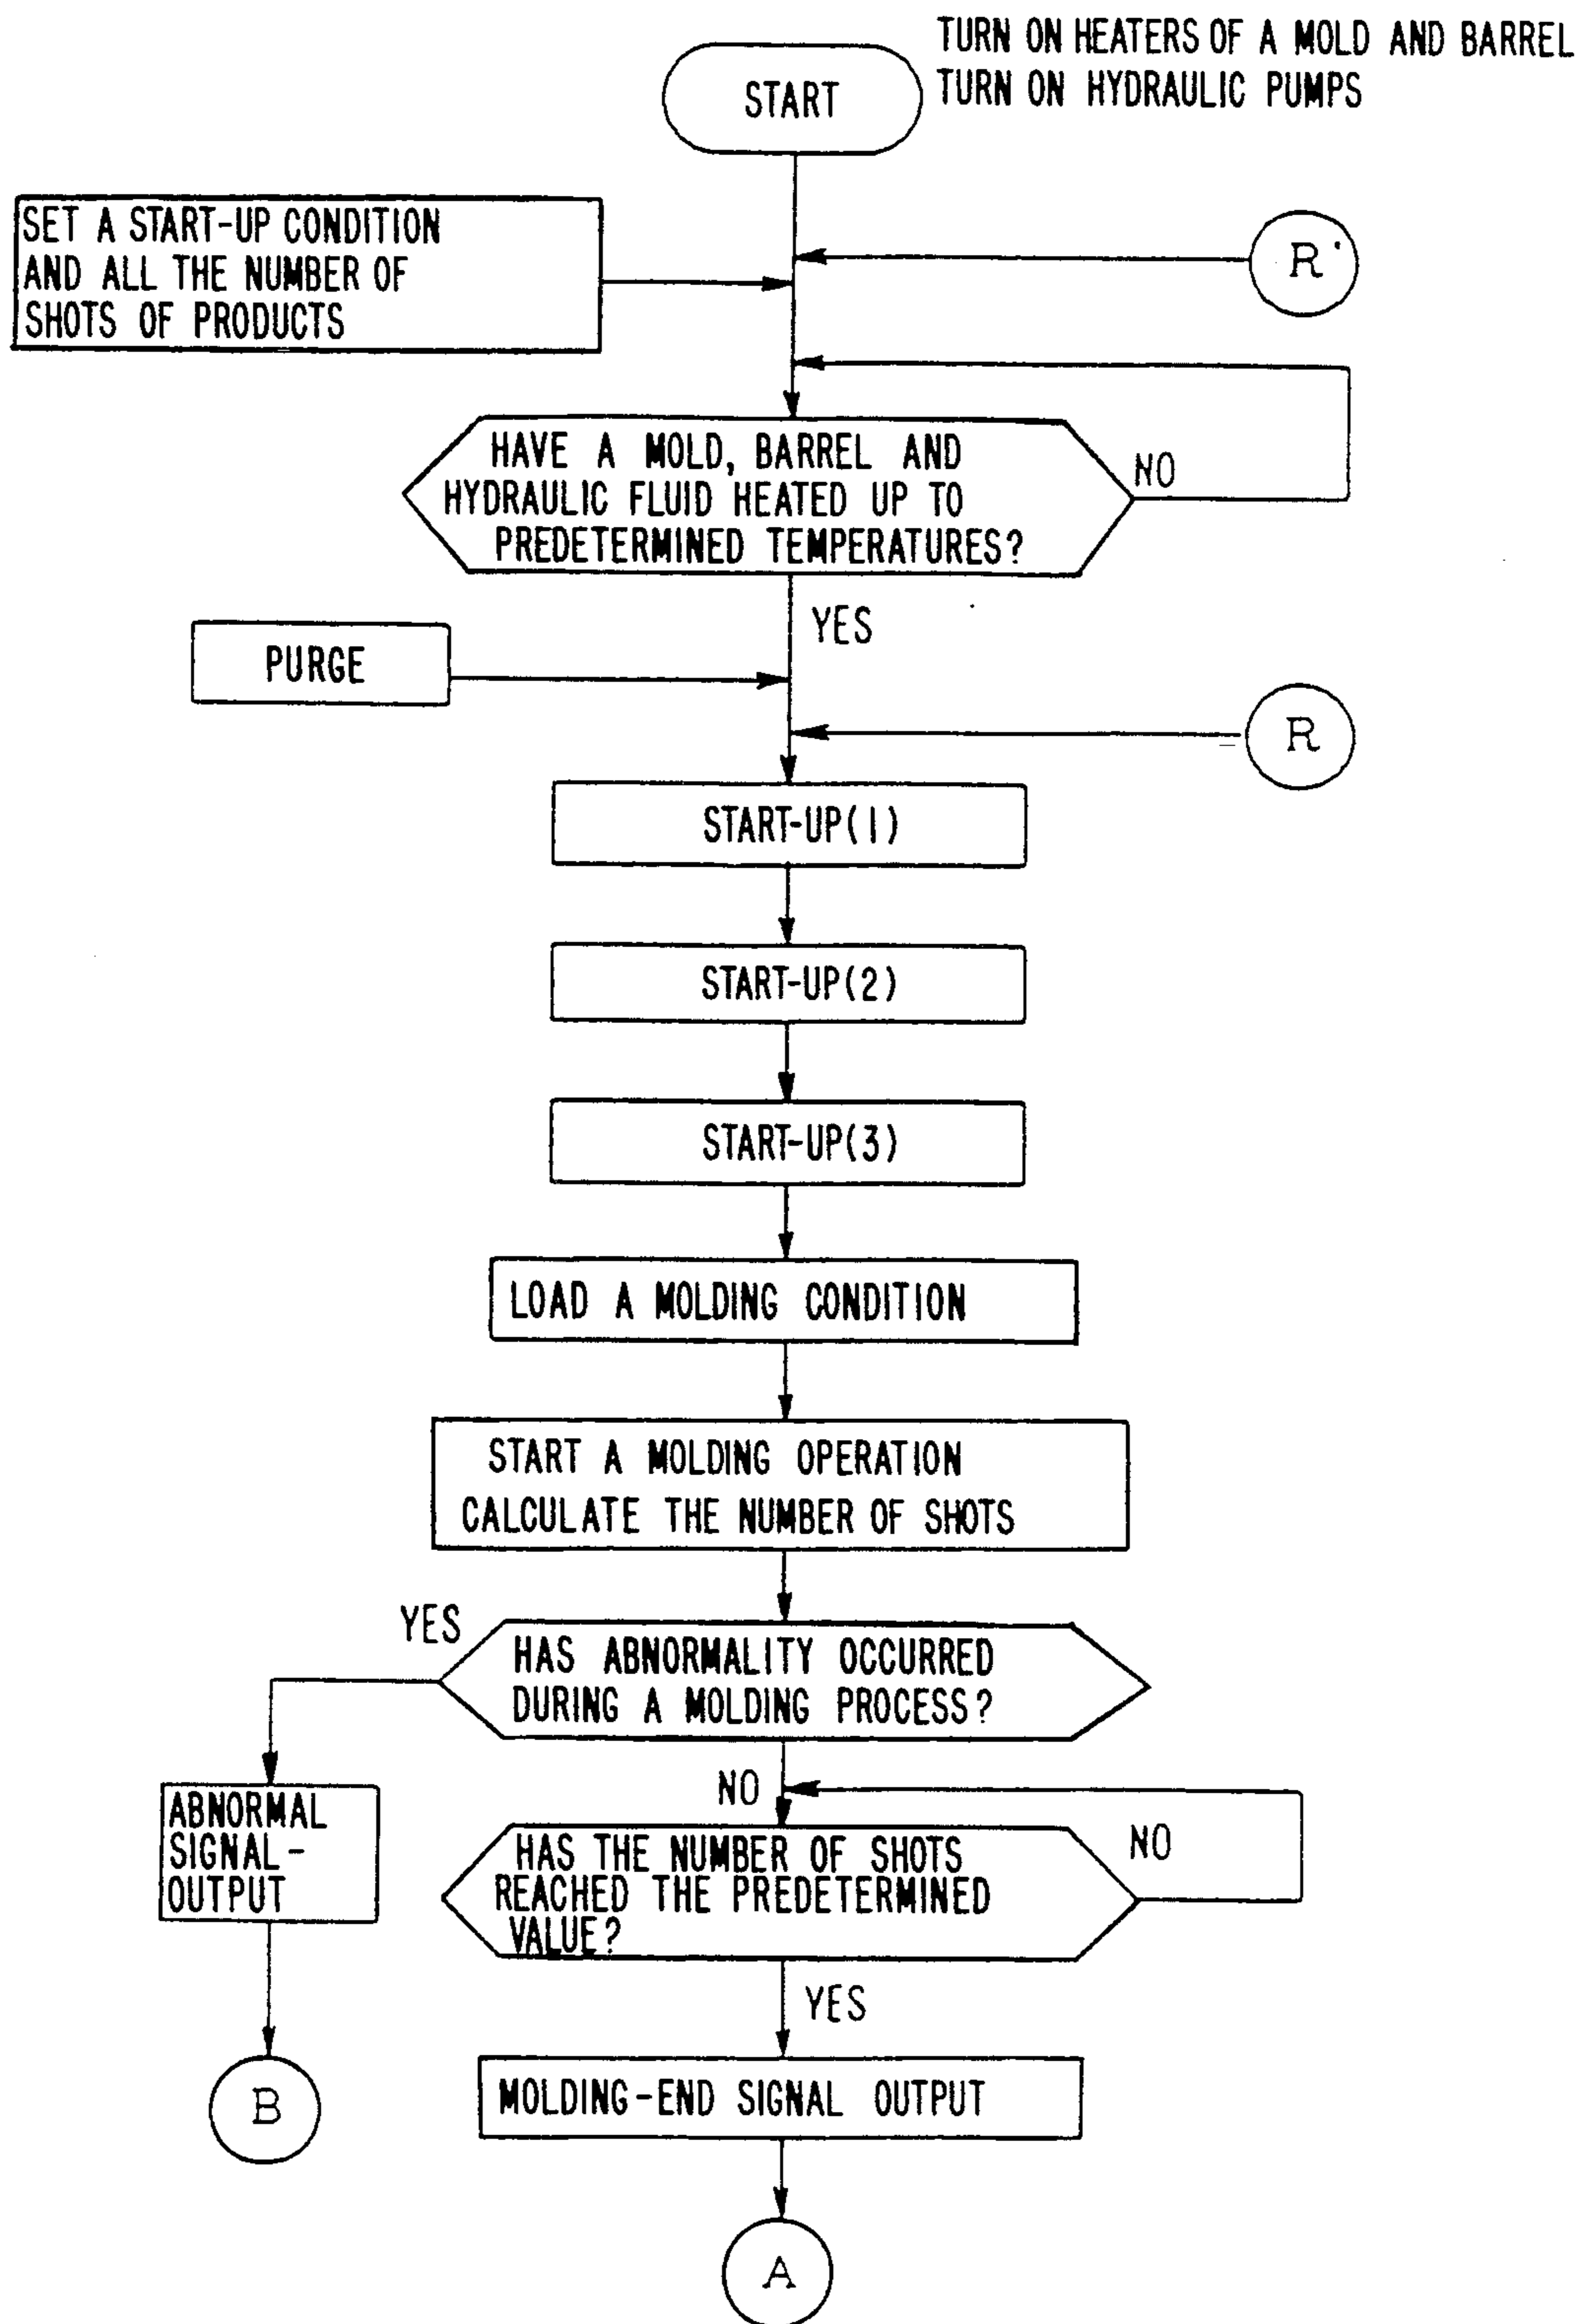 TURN ON HEATERS OF A MOLD AND BARREL
TURN ON HYDRAULIC PUMPS
START
SET A START-UP CONDITION
AND ALL THE NUMBER OF
SHOTS OF PRODUCTS
R'
HAVE A MOLD, BARREL AND
HYDRAULIC FLUID HEATED UP TO
PREDETERMINED TEMPERATURES?
NO
YES
PURGE
R
START-UP(1)
START-UP(2)
START-UP(3)
LOAD A MOLDING CONDITION
START A MOLDING OPERATION
CALCULATE THE NUMBER OF SHOTS
YES
HAS ABNORMALITY OCCURRED
DURING A MOLDING PROCESS?
NO
ABNORMAL
SIGNAL-
OUTPUT
HAS THE NUMBER OF SHOTS
REACHED THE PREDETERMINED
VALUE?
NO
YES
B
MOLDING-END SIGNAL OUTPUT
A